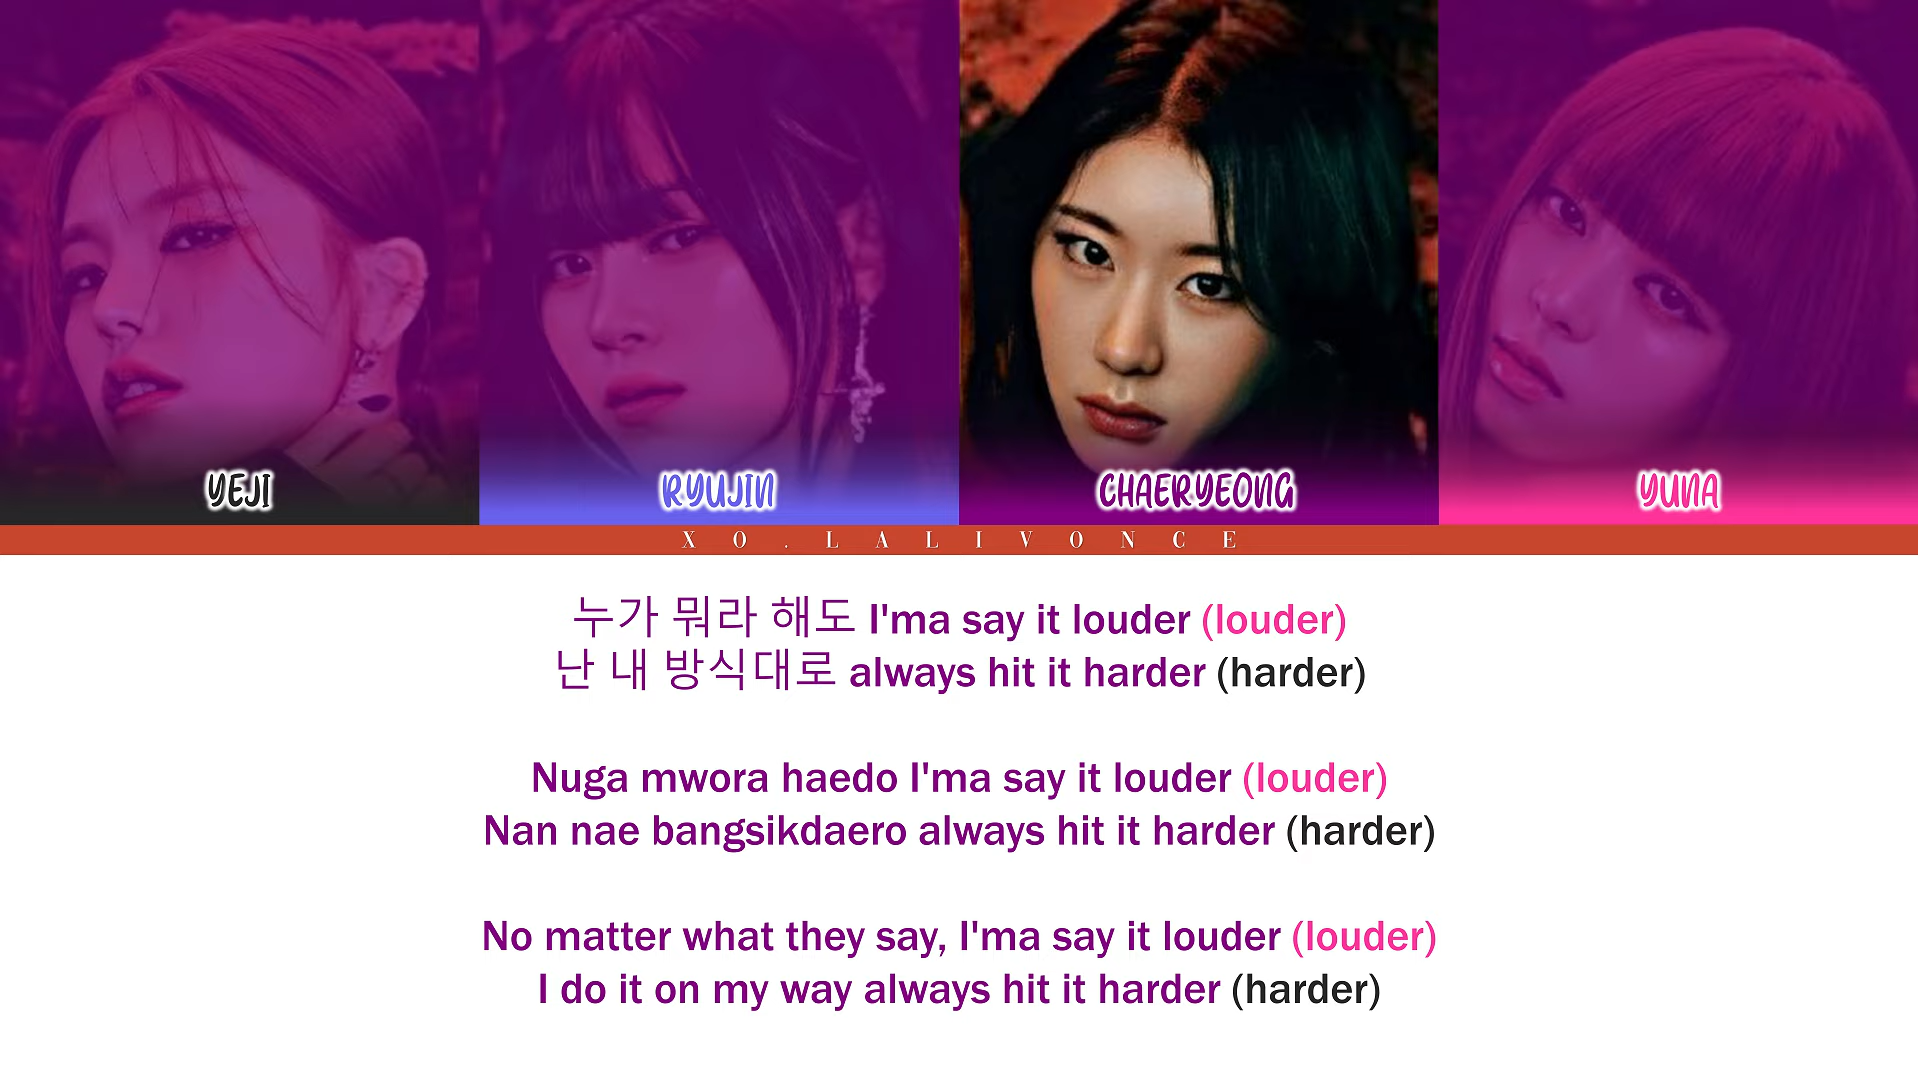 YEJI
RYUJIN
CHAERYEONG
YUNA
XO.LALIVONCE
누가 뭐라 해도 I'ma say it louder (louder)
난 내 방식대로 always hit it harder (harder)
Nuga mwora haedo I'ma say it louder (louder)
Nan nae bangsikdaero always hit it harder (harder)
No matter what they say, I'ma say it louder (louder)
I do it on my way always hit it harder (harder)